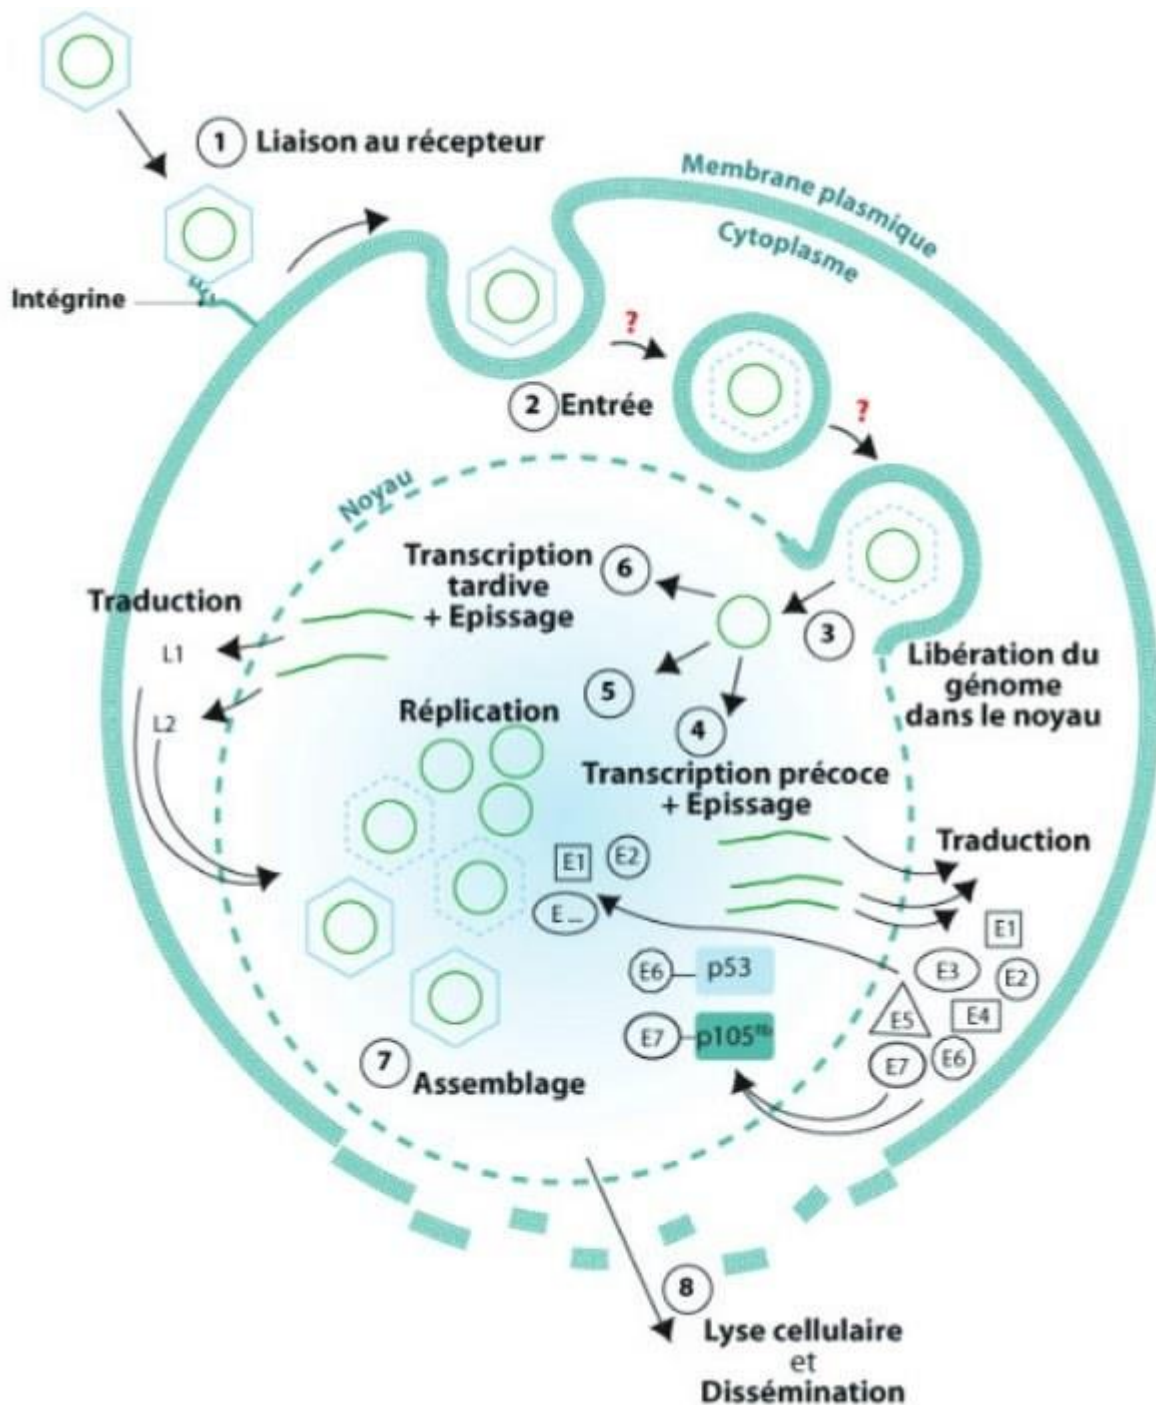 1 Liaison au récepteur
Membrane plasmique
Cytoplasme
Intégrine
?
2 Entrée
?
Noyau
Transcription
tardive
+ Epissage
6
Traduction
3
L1
5
Libération du
génome
dans le noyau
L2
Réplication
4
Transcription précoce
+ Epissage
Traduction
E1
E2
E_
E1
E3
E2
E6
p53
E5
E4
E7
p105
E7
E6
7 Assemblage
8
Lyse cellulaire
et
Dissémination